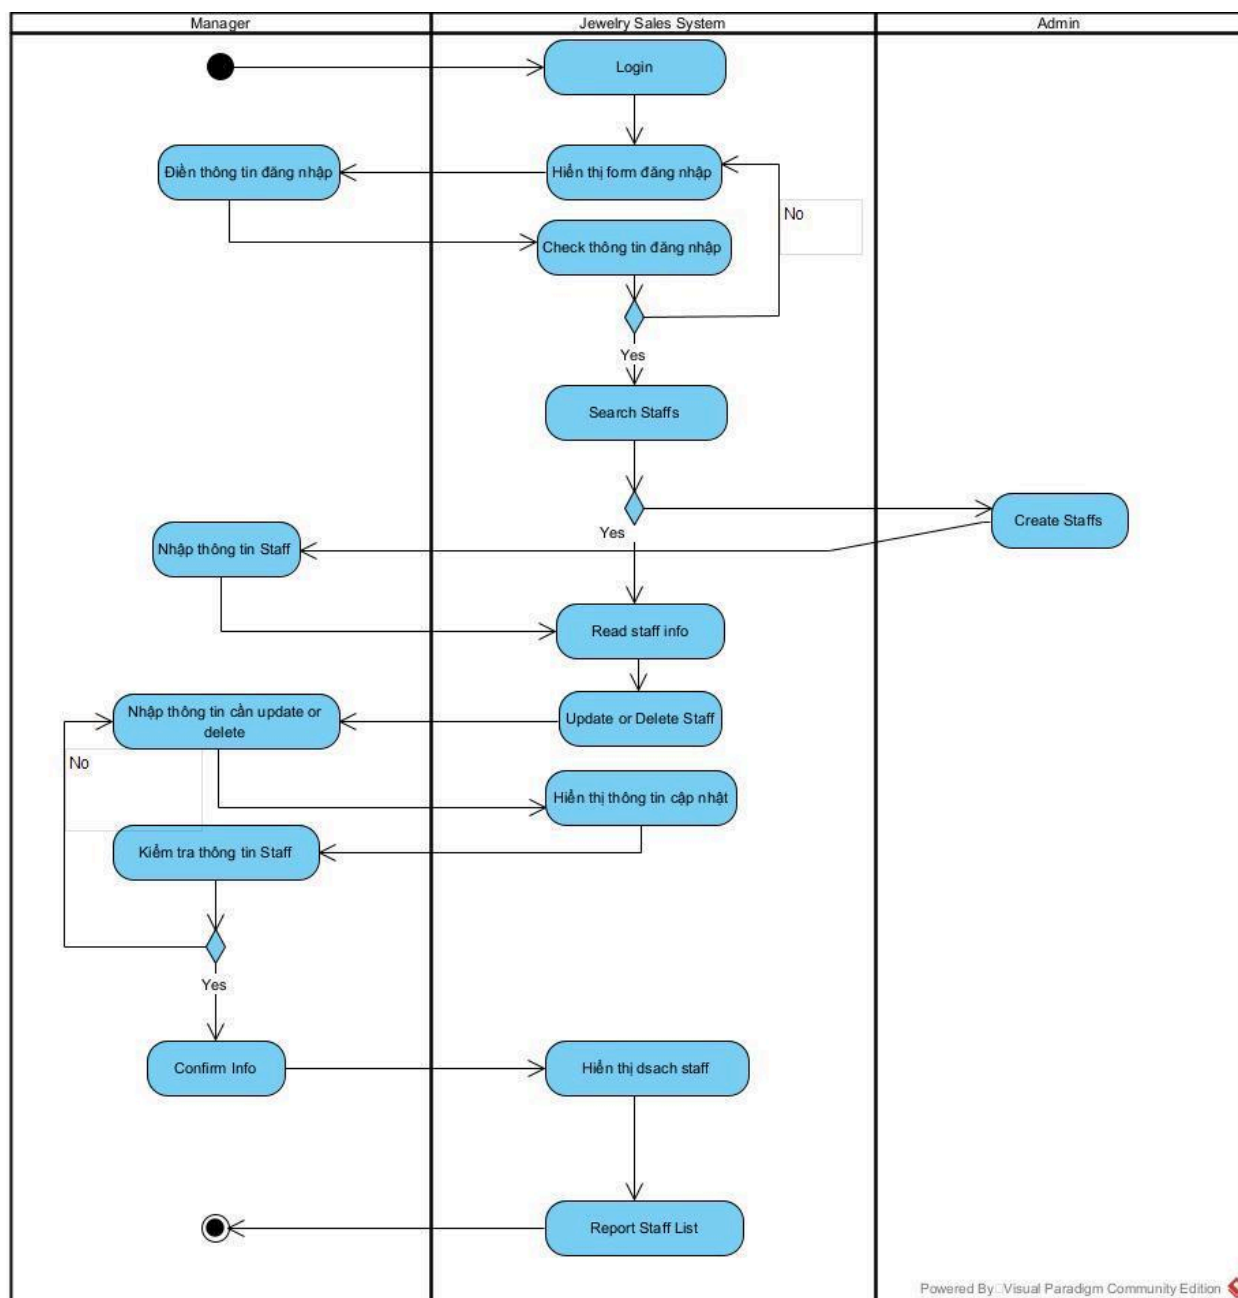 Manager
Jewelry Sales System
Admin
Login
Điền thông tin đăng nhập
Hiển thị form đăng nhập
No
Check thông tin đăng nhập
Yes
Search Staffs
Create Staffs
Yes
Nhập thông tin Staff
Read staff info
Nhập thông tin cần update or
delete
Update or Delete Staff
No
Hiển thị thông tin cập nhật
Kiểm tra thông tin Staff
Yes
Confirm Info
Hiển thị dsach staff
Report Staff List
Powered By Visual Paradigm Community Edition